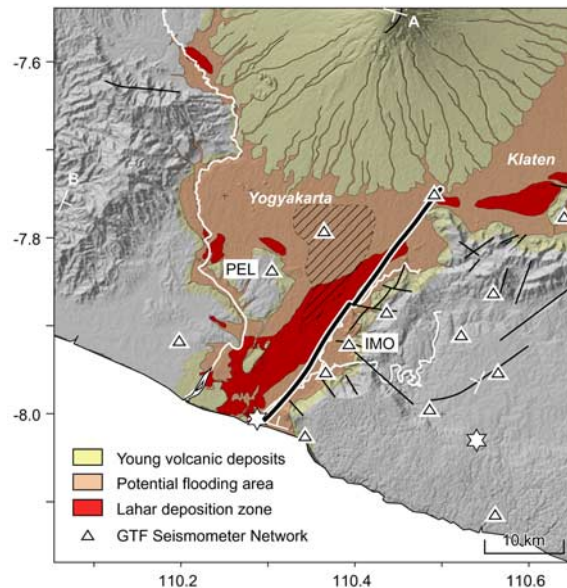 -7.6
A
Klaten
B
Yogyakarta
-7.8
PEL
IMO
-8.0
Young volcanic deposits
Potential flooding area
Lahar deposition zone
GTF Seismometer Network
10 km
110.2
110.4
110.6